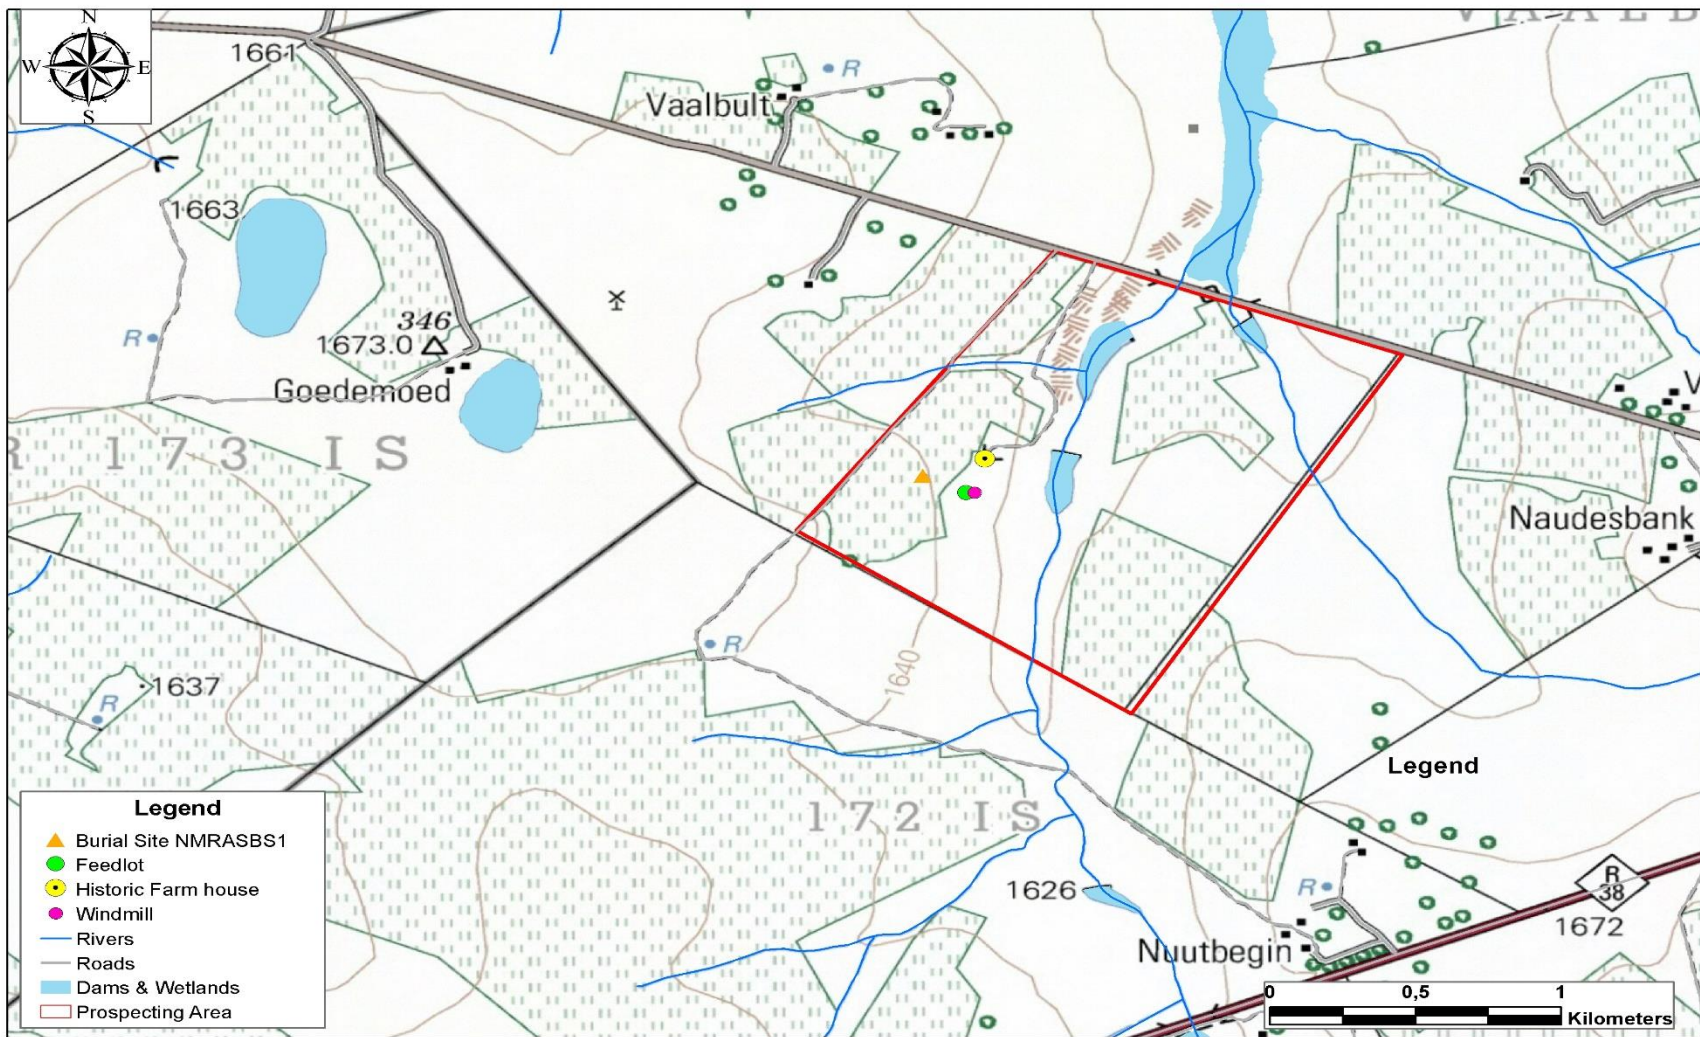 N
W E
S
1661
Vaalbult
R
VAALB
1663
R
346
1673.0
Goedemoed
R 173 IS
V
Naudesbank
R
1640
1637
R
Legend
172 IS
1626
R
R
38
1672
Nuutbegin
Legend
Burial Site NMRASBS1
Feedlot
Historic Farm house
Windmill
Rivers
Roads
Dams & Wetlands
Prospecting Area
0 0,5 1
Kilometers